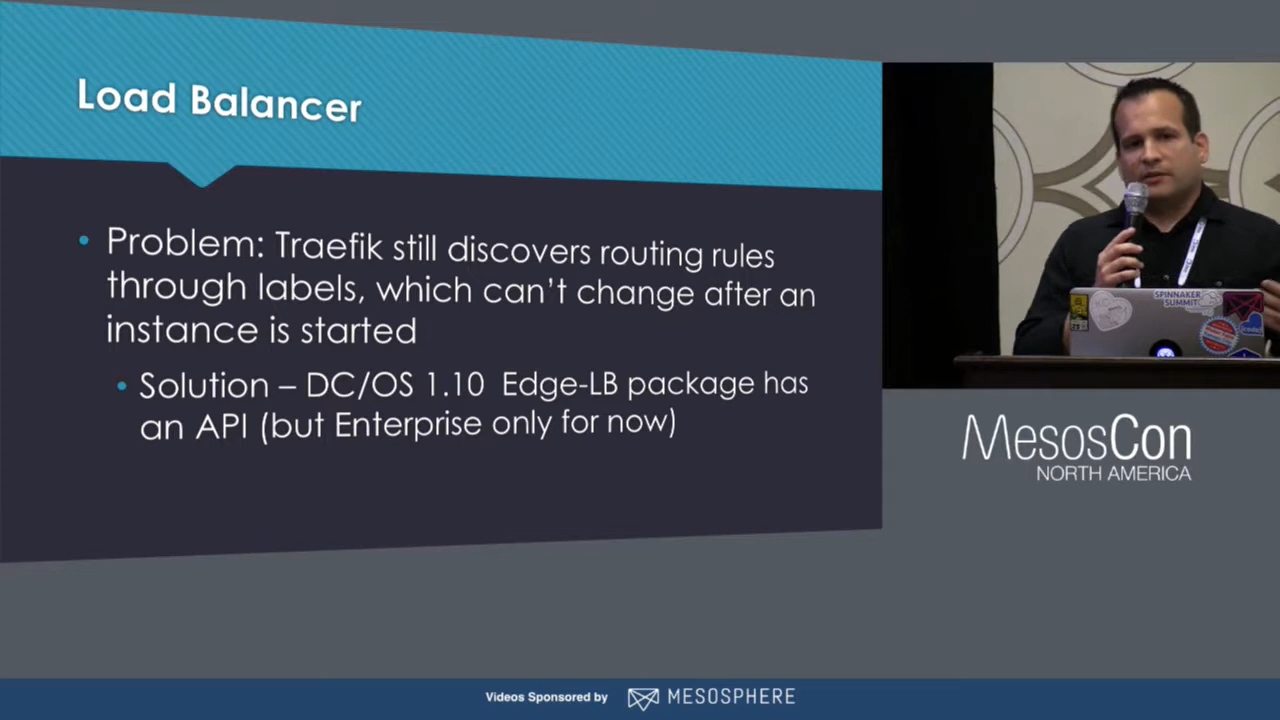 Load Balancer
• Problem: Traefik still discovers routing rules
through labels, which can't change after an
instance is started
• Solution – DC/OS 1.10 Edge-LB package has
an API (but Enterprise only for now)
SPINNAKER
SUMMIT
MesosCon
NORTH AMERICA
Videos Sponsored by MESOSPHERE